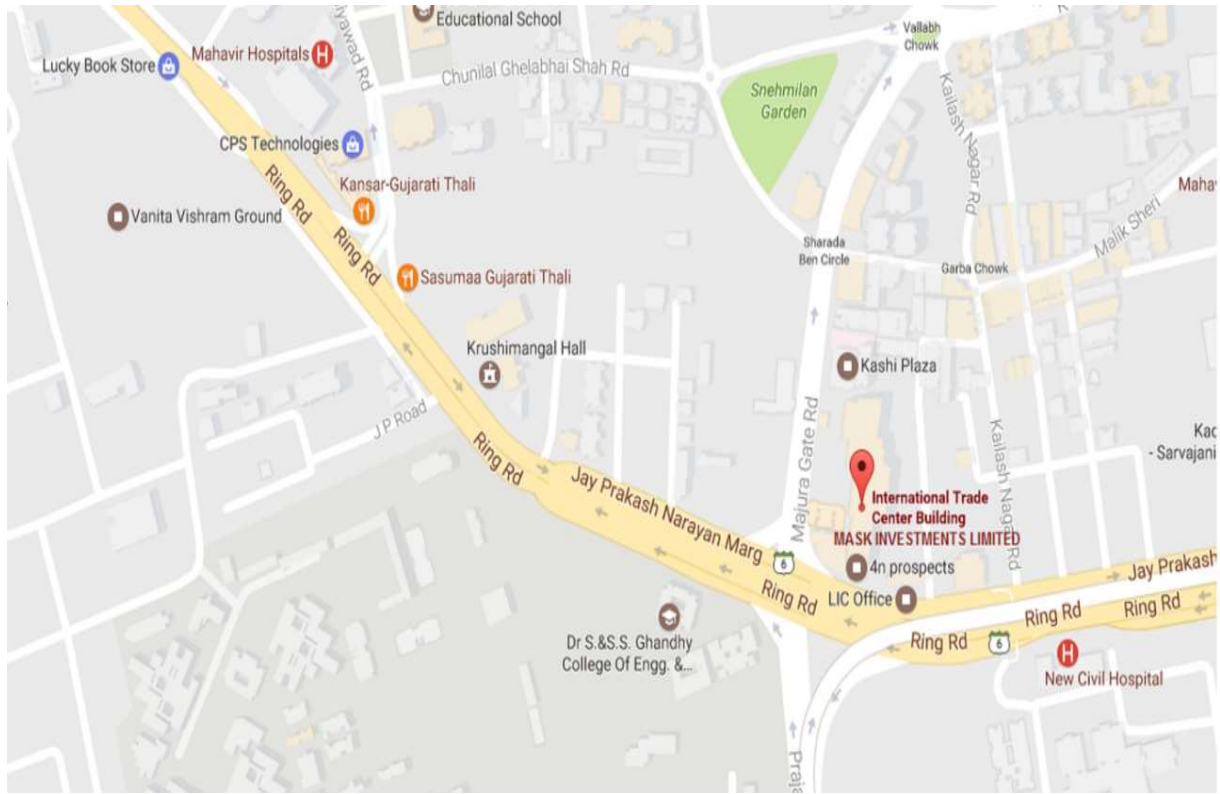 Educational School
Mahavir Hospitals
H
Lucky Book Store
Chunilal Ghelabhai Shah Rd
Vallabh
Chowk
Snehmilan
Garden
Kailash Nagar Rd
CPS Technologies
Ring Rd
Kansar-Gujarati Thali
Maha
Vanita Vishram Ground
Ring Rd
Malik Sheri
Sharada
Ben Circle
Garba Chowk
Sasumaa Gujarati Thali
Krushimangal Hall
Kashi Plaza
J P Road
Majura Gate Rd
Kailash Nagar Rd
- Sarvajani
Ring Rd
Jay Prakash Narayan Marg
International Trade
Center Building
MASK INVESTMENTS LIMITED
6
4n prospects
Jay Prakash
Ring Rd
LIC Office
Ring Rd
Ring Rd
Dr S.&S.S. Ghandhy
College Of Engg. &...
Ring Rd
6
H
New Civil Hospital